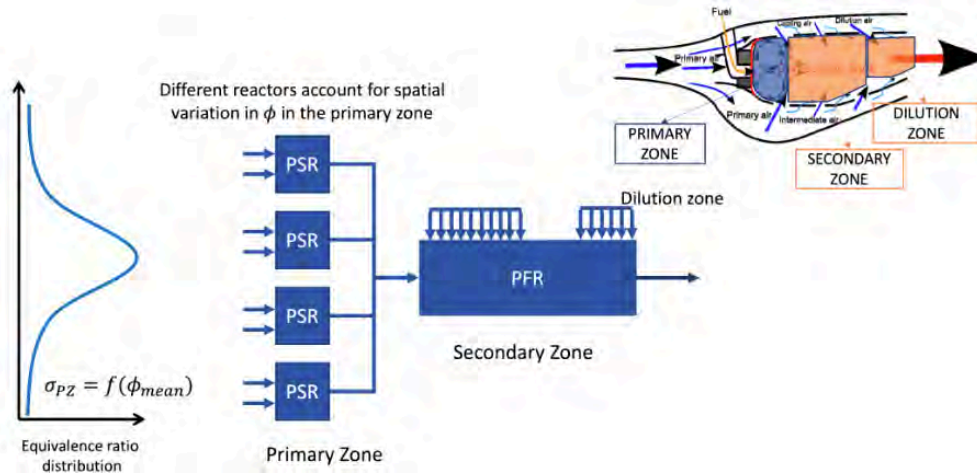 Fuel
Cooling air
Dilution air
Primary air
Primary air
Intermediate air
PRIMARY
ZONE
SECONDARY
ZONE
DILUTION
ZONE
Different reactors account for spatial
variation in ϕ in the primary zone
PSR
PSR
PSR
PSR
Dilution zone
PFR
Secondary Zone
Primary Zone
σ_PZ = f(ϕ_mean)
Equivalence ratio
distribution